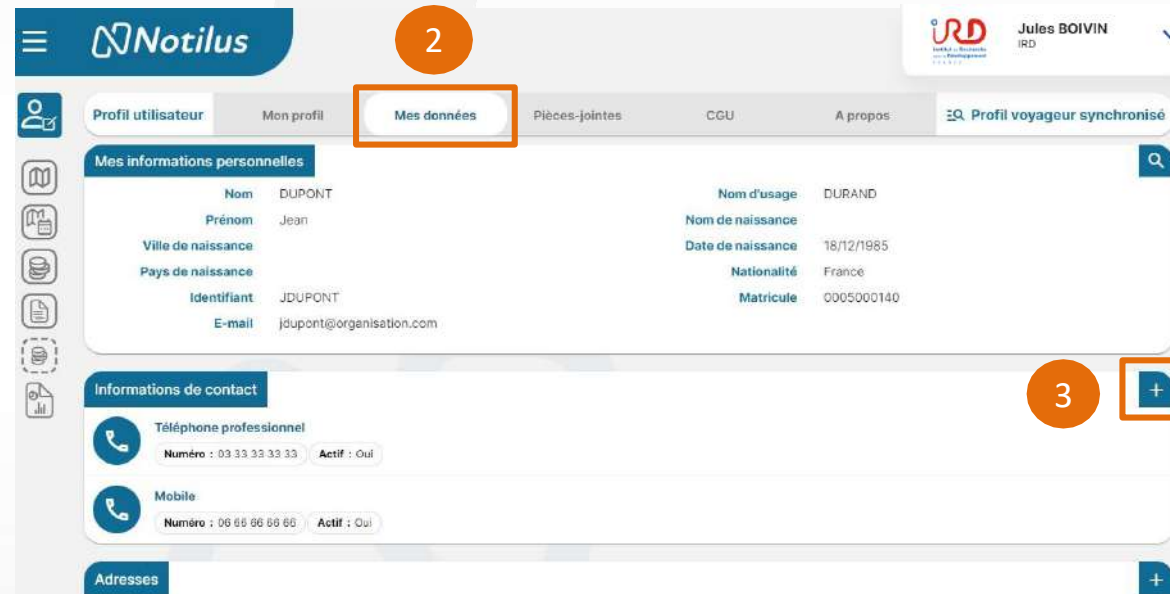 Notilus
2
IRD
Jules BOIVIN
IRD
Profil utilisateur
Mon profil
Mes données
Pièces-jointes
CGU
A propos
Profil voyageur synchronisé
Mes informations personnelles
Nom DUPONT
Nom d'usage DURAND
Prénom Jean
Nom de naissance
Ville de naissance
Date de naissance 18/12/1985
Pays de naissance
Nationalité France
Identifiant JDUPONT
Matricule 0005000140
E-mail jdupont@organisation.com
Informations de contact
3
+
Téléphone professionnel
Numéro : 03 33 33 33 33 Actif : Oui
Mobile
Numéro : 06 66 66 66 66 Actif : Oui
Adresses
+